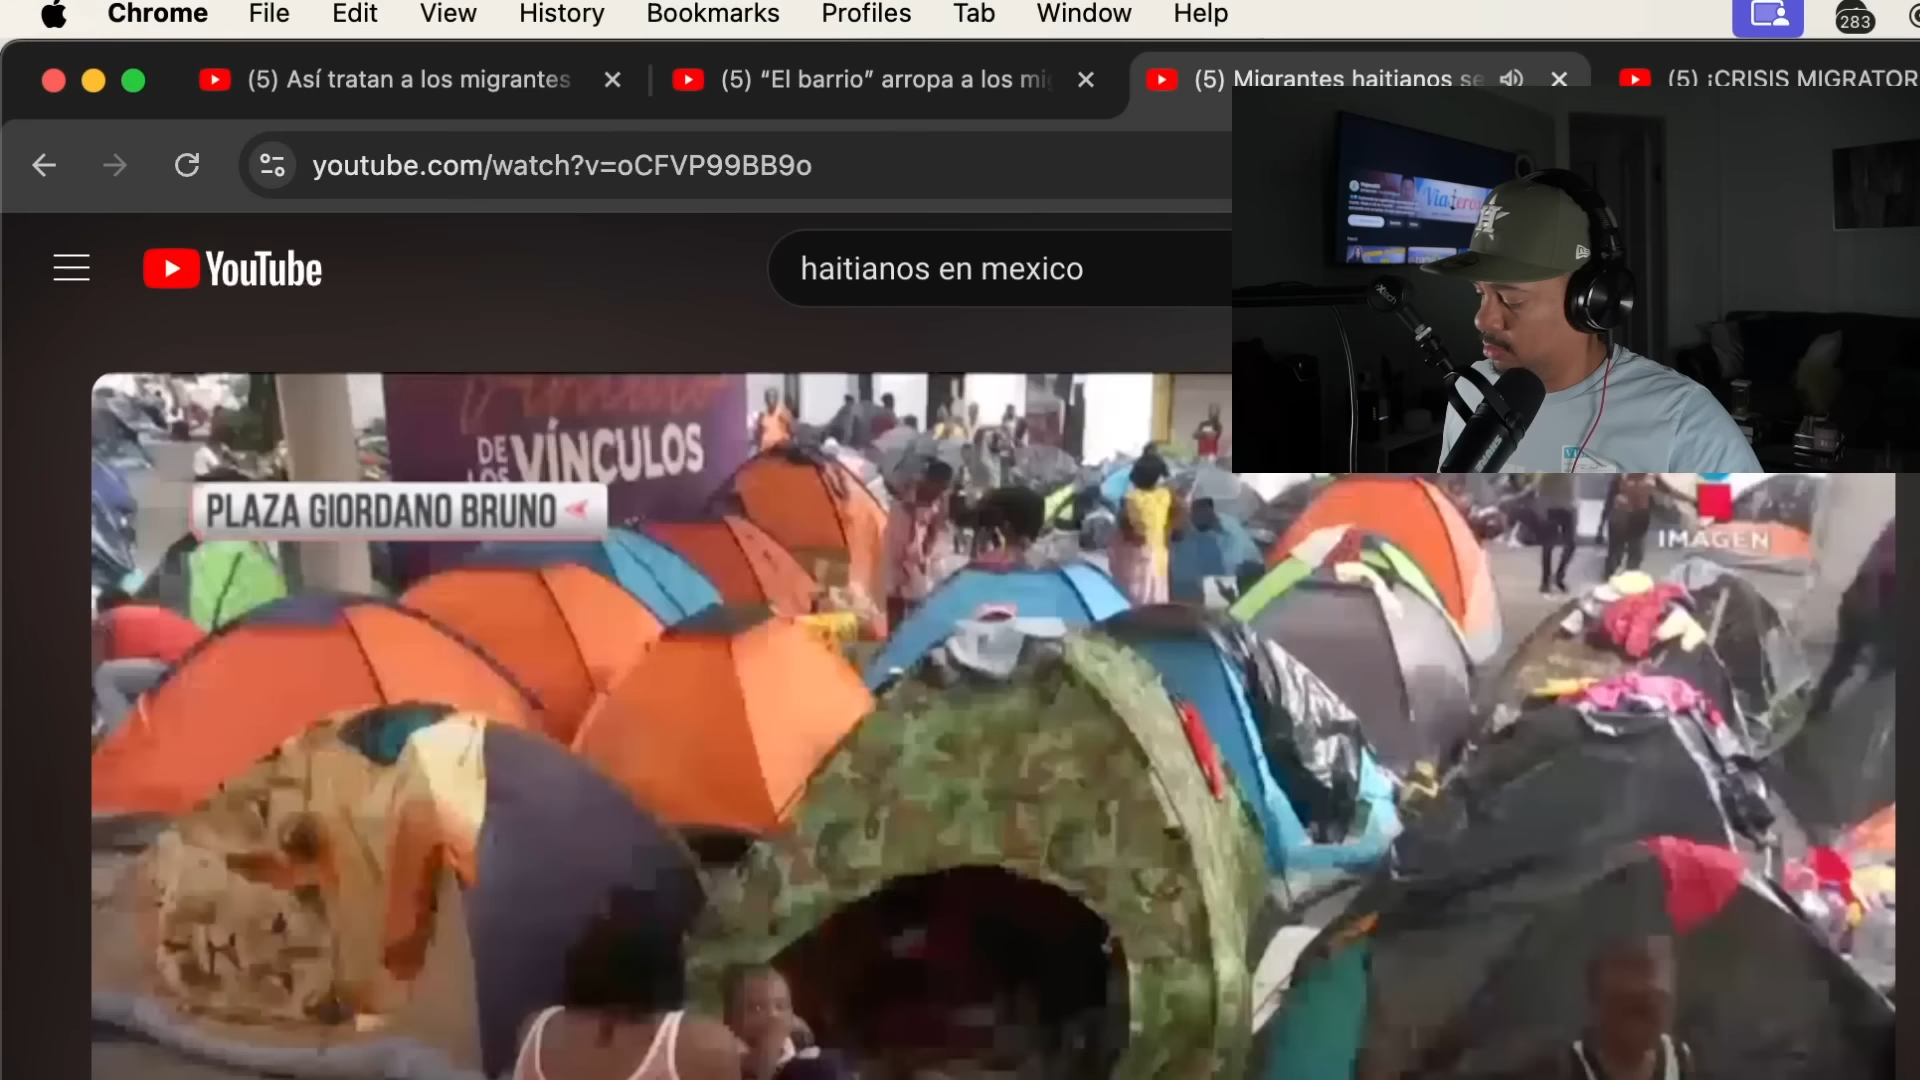 Chrome File Edit View History Bookmarks Profiles Tab Window Help
283
(5) Así tratan a los migrantes
(5) “El barrio” arropa a los mi
(5) Migrantes haitianos se
(5) ¡CRISIS MIGRATOR
youtube.com/watch?v=oCFVP99BB9o
YouTube
haitianos en mexico
Viajeros
DE
LOS VÍNCULOS
PLAZA GIORDANO BRUNO
IMAGEN